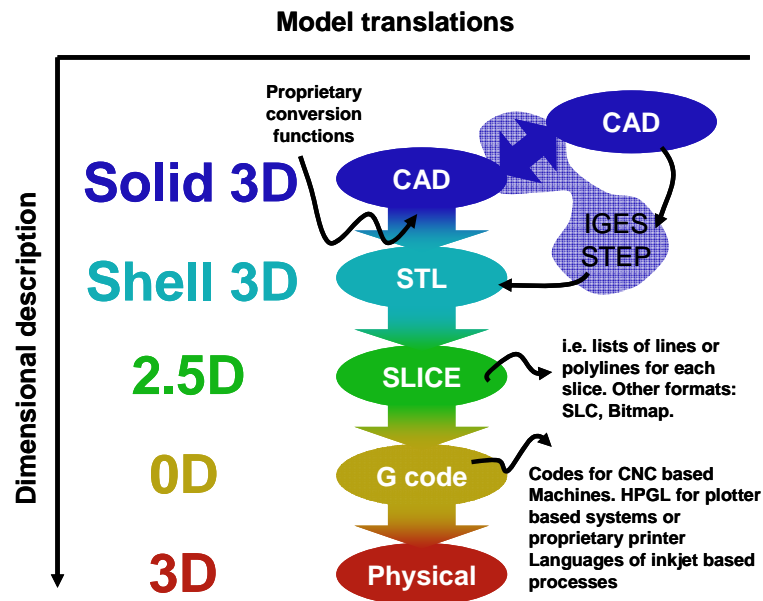 Model translations
Dimensional description
Proprietary
conversion
functions
CAD
Solid 3D
CAD
IGES
STEP
Shell 3D
STL
2.5D
SLICE
i.e. lists of lines or
polylines for each
slice. Other formats:
SLC, Bitmap.
0D
G code
Codes for CNC based
Machines. HPGL for plotter
based systems or
proprietary printer
Languages of inkjet based
processes
3D
Physical